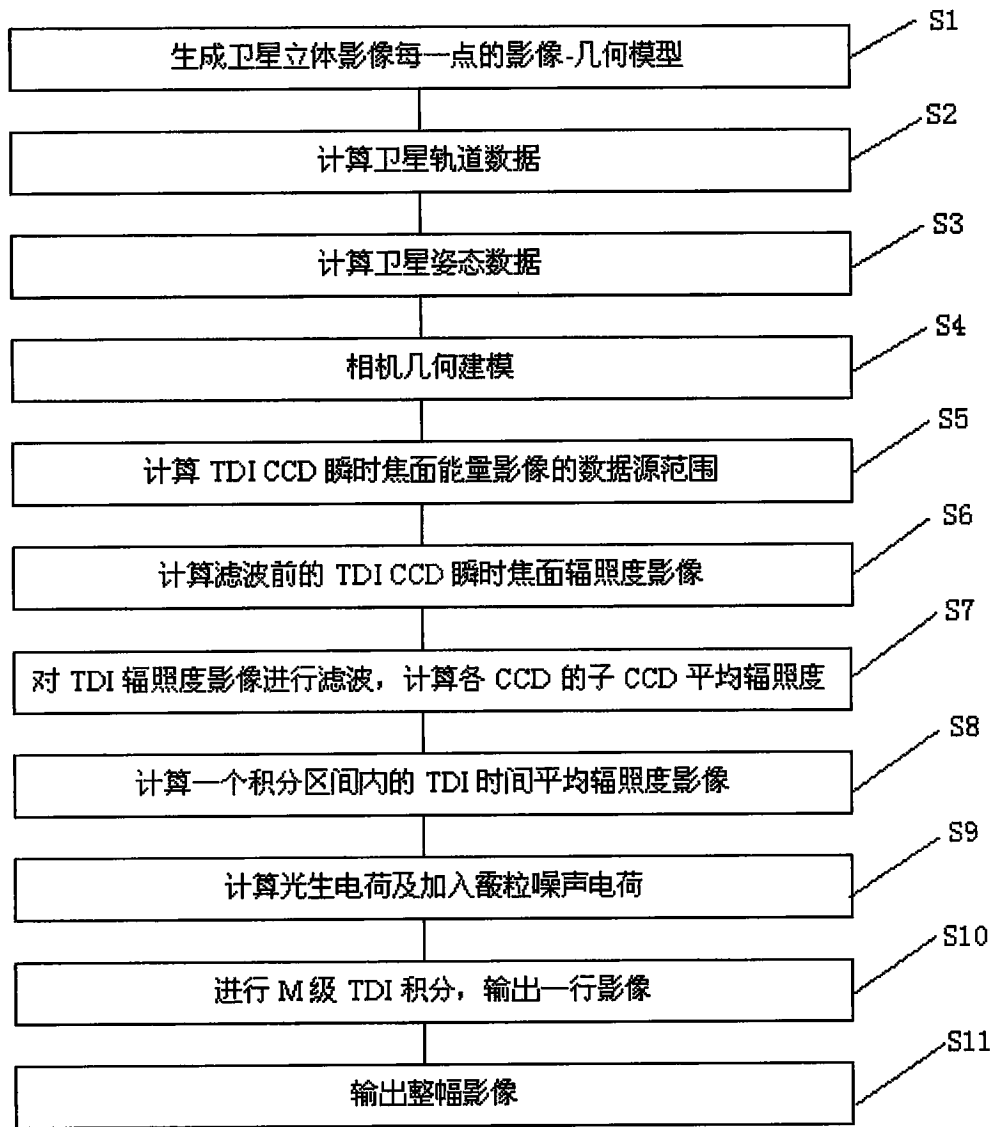 S1
生成卫星立体影像每一点的影像-几何模型
S2
计算卫星轨道数据
S3
计算卫星姿态数据
S4
相机几何建模
S5
计算 TDI CCD 瞬时焦面能量影像的数据源范围
S6
计算滤波前的 TDI CCD 瞬时焦面辐照度影像
S7
对 TDI 辐照度影像进行滤波，计算各 CCD 的子 CCD 平均辐照度
S8
计算一个积分区间内的 TDI 时间平均辐照度影像
S9
计算光生电荷及加入霰粒噪声电荷
S10
进行 M 级 TDI 积分，输出一行影像
S11
输出整幅影像